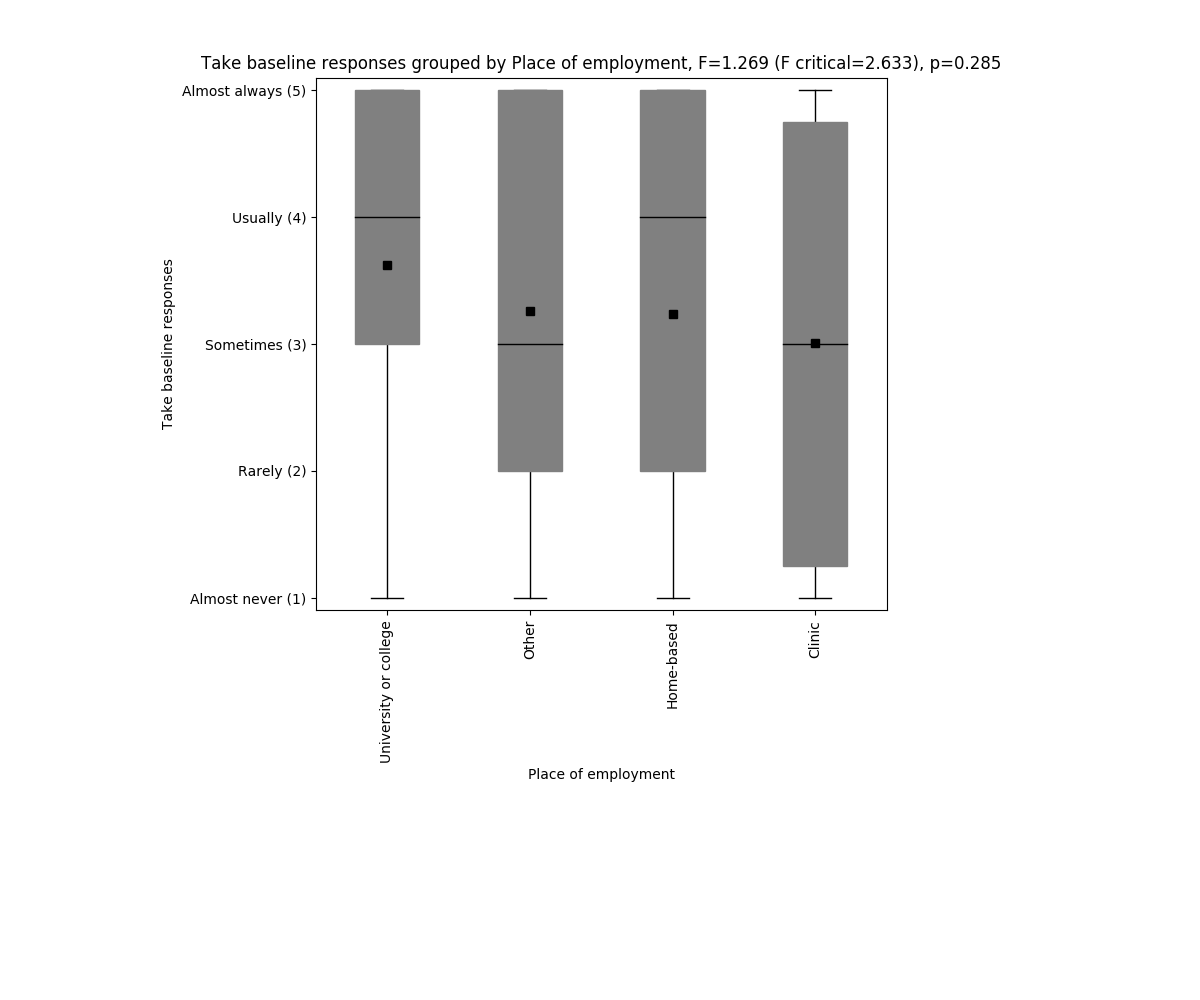 Take baseline responses grouped by Place of employment, F=1.269 (F critical=2.633), p=0.285
Almost always (5)
Usually (4)
Sometimes (3)
Rarely (2)
Almost never (1)
Take baseline responses
University or college
Other
Home-based
Clinic
Place of employment